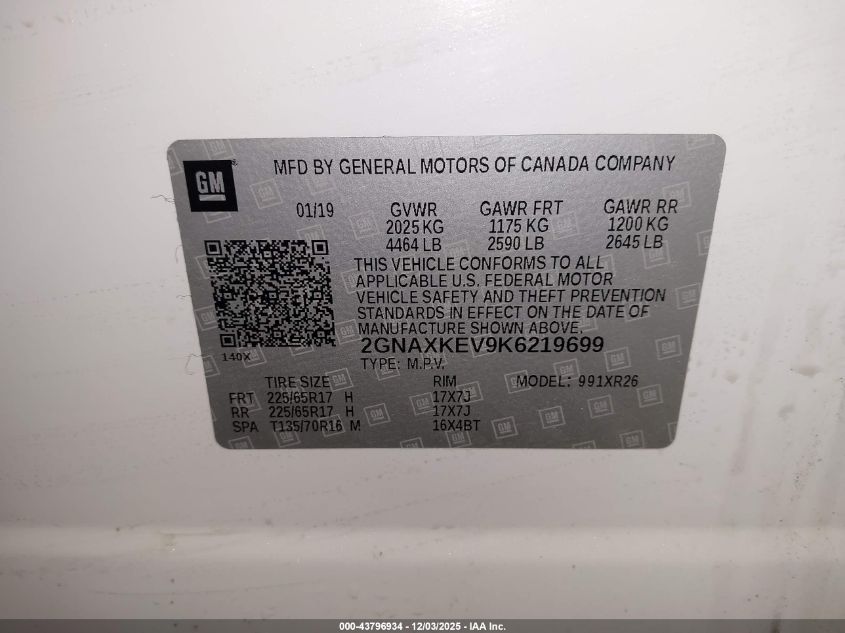 GM
MFD BY GENERAL MOTORS OF CANADA COMPANY
01/19 GVWR GAWR FRT GAWR RR
2025 KG 1175 KG 1200 KG
4464 LB 2590 LB 2645 LB
THIS VEHICLE CONFORMS TO ALL
APPLICABLE U.S. FEDERAL MOTOR
VEHICLE SAFETY AND THEFT PREVENTION
STANDARDS IN EFFECT ON THE DATE OF
MANUFACTURE SHOWN ABOVE.
140X
2GNAXKEV9K6219699
TYPE: M.P.V.
TIRE SIZE RIM MODEL: 991XR26
FRT 225/65R17 H 17X7J
RR 225/65R17 H 17X7J
SPA T135/70R16 M 16X4BT
000-43796934 - 12/03/2025 - IAA Inc.